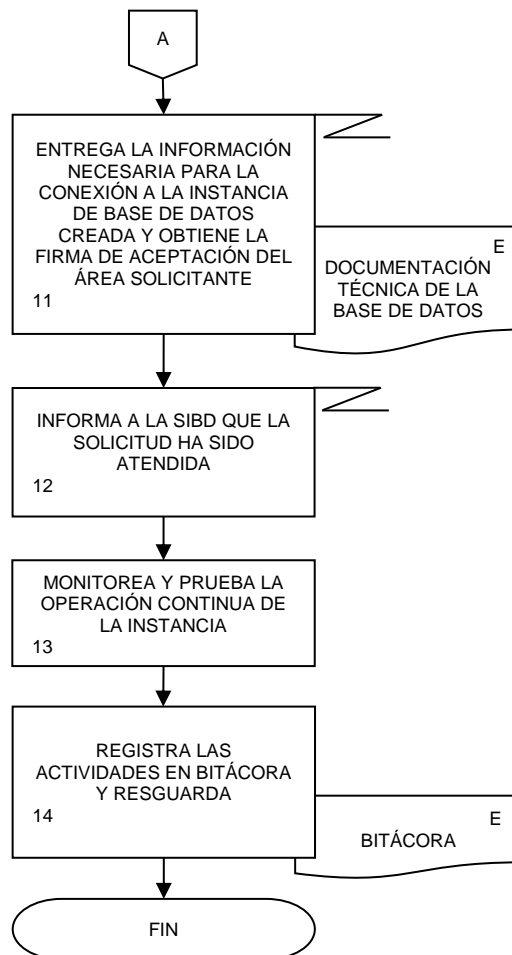 A
ENTREGA LA INFORMACIÓN
NECESARIA PARA LA
CONEXIÓN A LA INSTANCIA
DE BASE DE DATOS
CREADA Y OBTIENE LA
FIRMA DE ACEPTACIÓN DEL
ÁREA SOLICITANTE
11
E
DOCUMENTACIÓN
TÉCNICA DE LA
BASE DE DATOS
INFORMA A LA SIBD QUE LA
SOLICITUD HA SIDO
ATENDIDA
12
MONITOREA Y PRUEBA LA
OPERACIÓN CONTINUA DE
LA INSTANCIA
13
REGISTRA LAS
ACTIVIDADES EN BITÁCORA
Y RESGUARDA
14
E
BITÁCORA
FIN